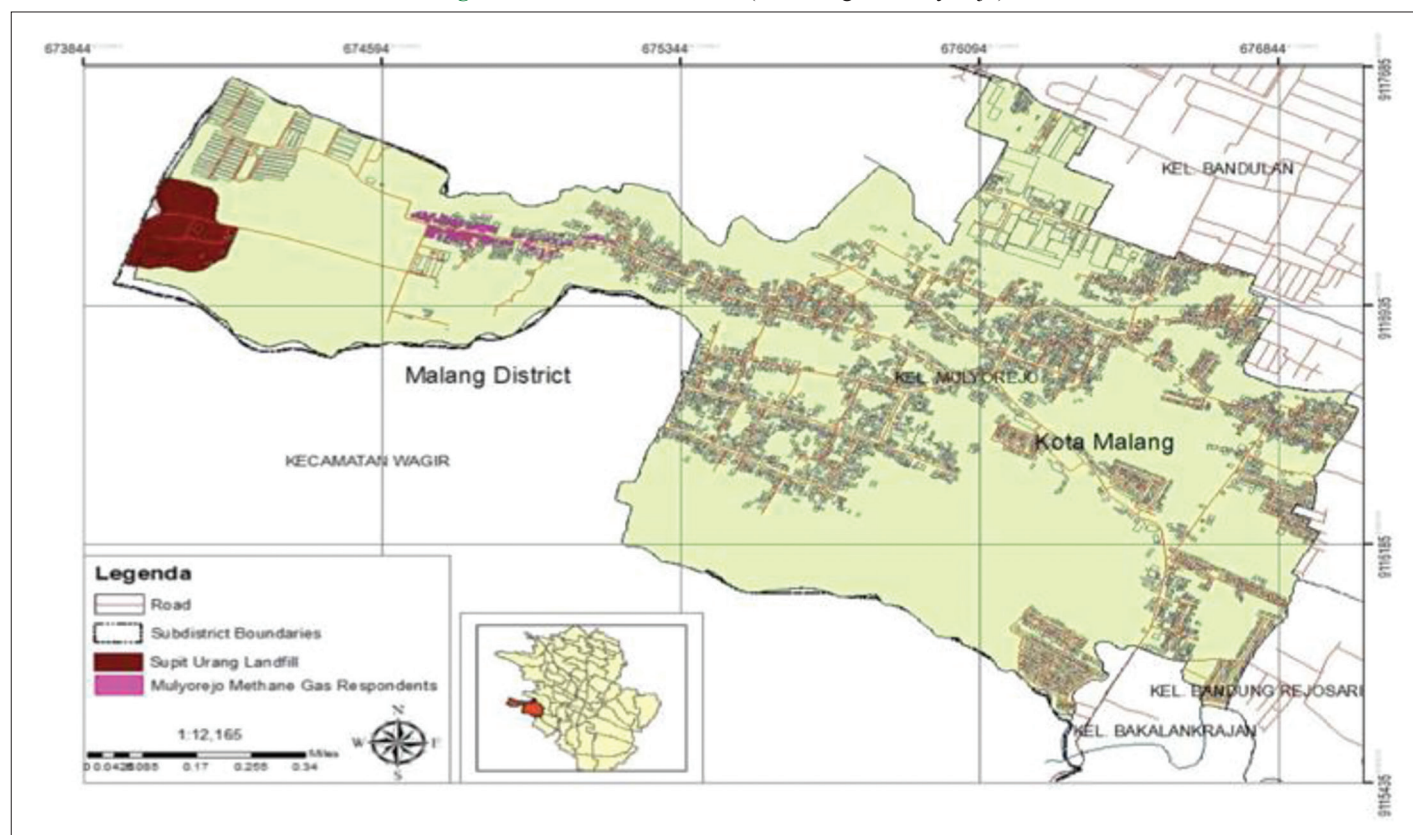 673844 674594 675344 676094 676844
9117685
KEL. BANDULAN
Malang District
KEL. MULYOREJO
Kota Malang
KECAMATAN WAGIR
9116935
9116185
Legenda
Road
Subdistrict Boundaries
Supit Urang Landfill
Mulyorejo Methane Gas Respondents
1:12,165
Miles
0.17 0.255 0.34
N
W E
S
KEL. BANDUNG REJOSARI
KEL. BAKALANKRAJAN
9115435